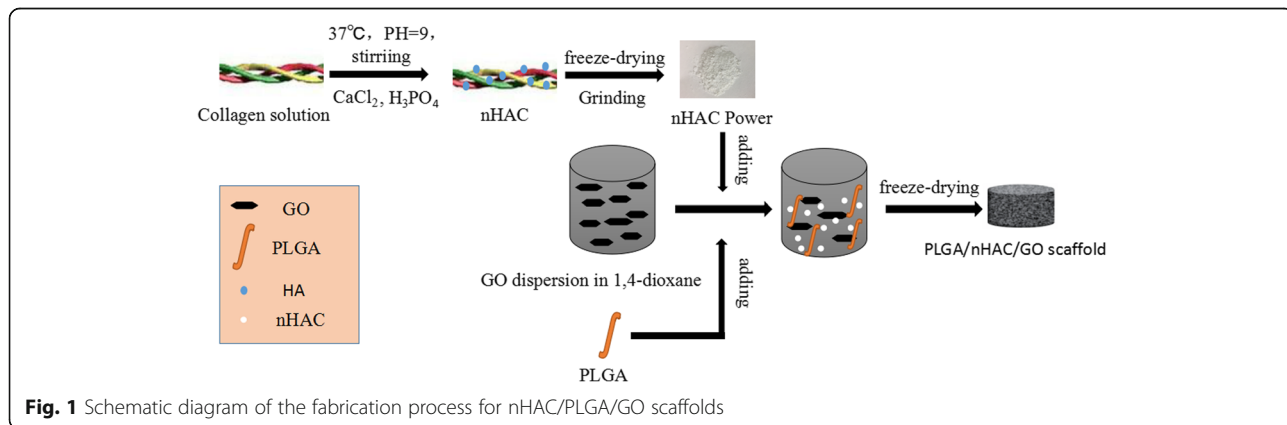 37℃, PH=9,
stirriing
CaCl₂, H₃PO₄
Collagen solution
nHAC
freeze-drying
Grinding
nHAC Power
adding
GO dispersion in 1,4-dioxane
adding
PLGA
freeze-drying
PLGA/nHAC/GO scaffold
GO
PLGA
HA
nHAC
Fig. 1 Schematic diagram of the fabrication process for nHAC/PLGA/GO scaffolds